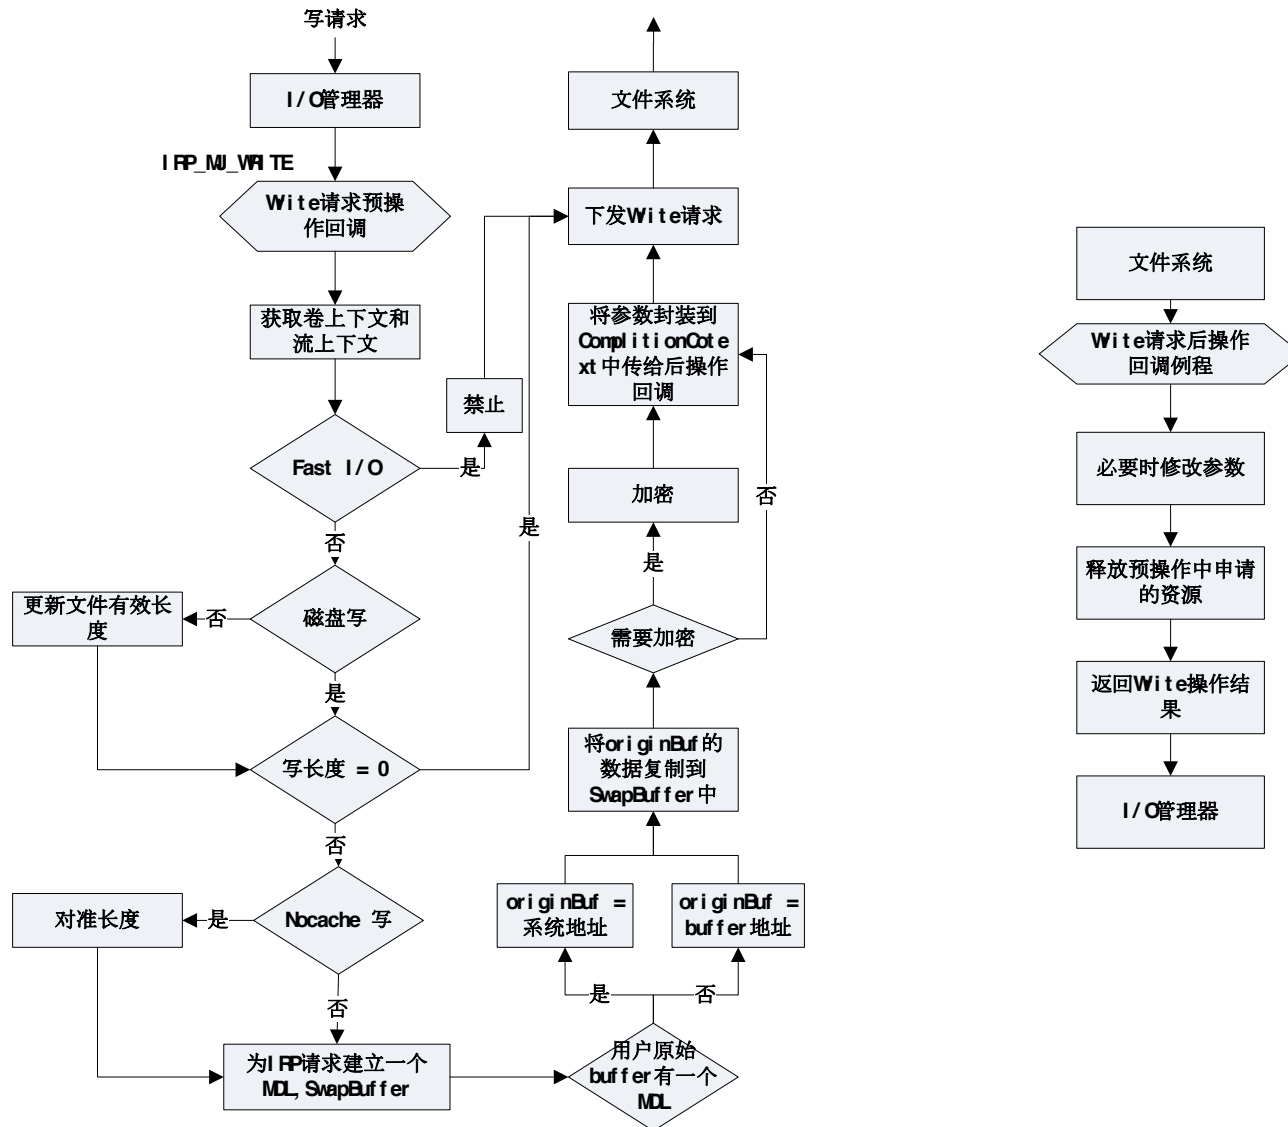 写请求
I/O管理器
IRP_MJ_WRITE
Write请求预操
作回调
获取卷上下文和
流上下文
禁止
Fast I/O
是
否
更新文件有效长
度
否
磁盘写
是
写长度 = 0
是
否
对准长度
是
Nocache 写
否
为IRP请求建立一个
MDL, SwapBuffer
文件系统
下发Write请求
将参数封装到
ComplitionCote
xt中传给后操作
回调
加密
否
是
需要加密
将originBuf的
数据复制到
SwapBuffer中
originBuf =
系统地址
originBuf =
buffer地址
是
否
用户原始
buffer有一个
MDL
文件系统
Write请求后操作
回调例程
必要时修改参数
释放预操作中申请
的资源
返回Write操作结
果
I/O管理器